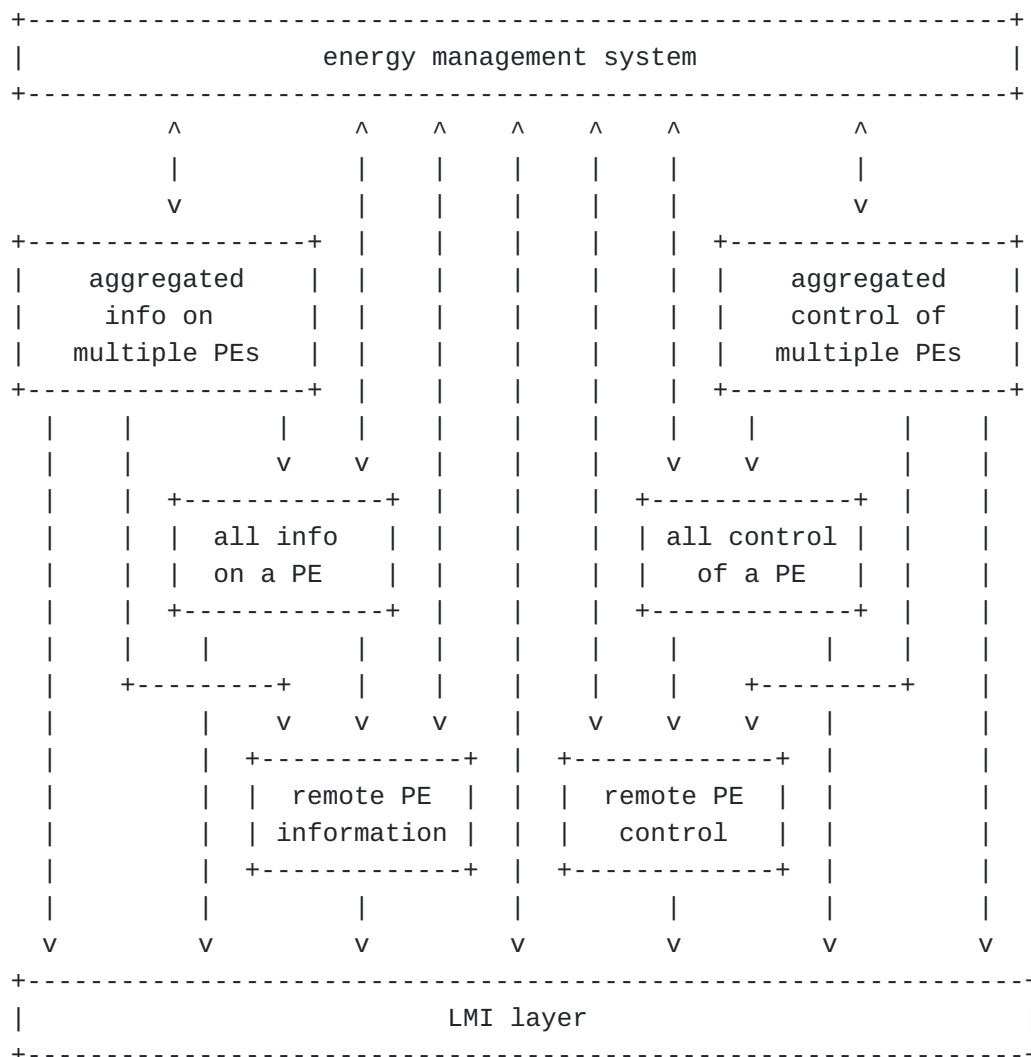 energy management system
aggregated aggregated
info on control of
multiple PEs multiple PEs
all info all control
on a PE of a PE
remote PE remote PE
information control
LMI layer